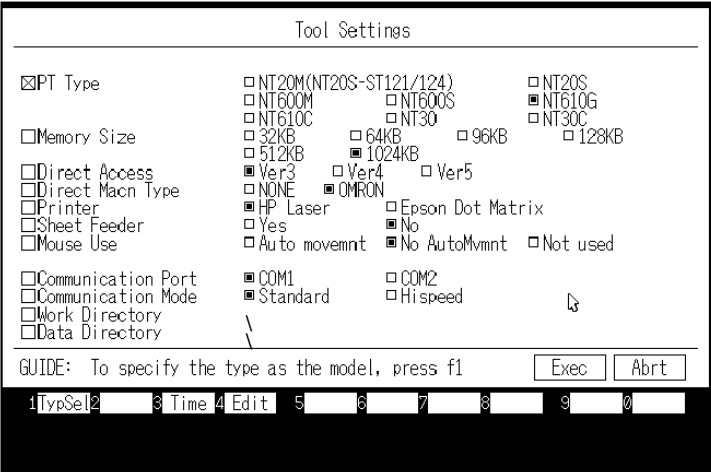 Tool Settings
PT Type NT20M(NT20S-ST121/124) NT20S
NT600M NT600S NT610G
NT610C NT30 NT30C
Memory Size 32KB 64KB 96KB 128KB
512KB 1024KB
Direct Access Ver3 Ver4 Ver5
Direct Macn Type NONE OMRON
Printer HP Laser Epson Dot Matrix
Sheet Feeder Yes No
Mouse Use Auto movemnt No AutoMvmnt Not used
Communication Port COM1 COM2
Communication Mode Standard Hispeed
Work Directory \
Data Directory \
GUIDE: To specify the type as the model, press f1 Exec Abrt
1 TypSel 2 3 Time 4 Edit 5 6 7 8 9 0